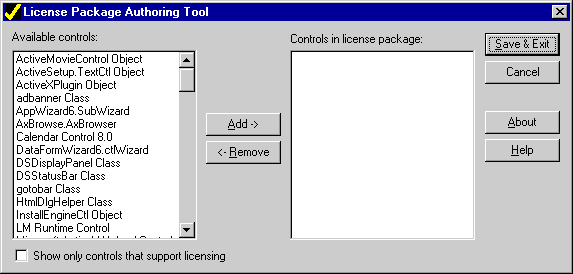 License Package Authoring Tool
Available controls:
ActiveMovieControl Object
ActiveSetup.TextCtl Object
ActiveXPlugin Object
adbanner Class
AppWizard6.SubWizard
AxBrowse.AxBrowser
Calendar Control 8.0
DataFormWizard6.ctlWizard
DSDisplayPanel Class
DSStatusBar Class
gotobar Class
HtmlDlgHelper Class
InstallEngineCtl Object
LM Runtime Control
Add ->
<- Remove
Controls in license package:
Save & Exit
Cancel
About
Help
Show only controls that support licensing